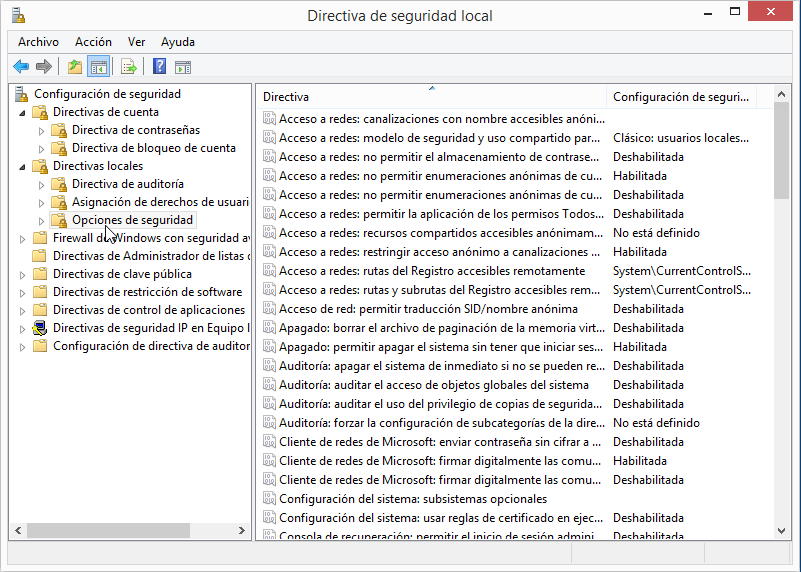 Directiva de seguridad local
Archivo Acción Ver Ayuda
Configuración de seguridad
Directivas de cuenta
Directiva de contraseñas
Directiva de bloqueo de cuenta
Directivas locales
Directiva de auditoría
Asignación de derechos de usuari
Opciones de seguridad
Firewall de Windows con seguridad av
Directivas de Administrador de listas d
Directivas de clave pública
Directivas de restricción de software
Directivas de control de aplicaciones
Directivas de seguridad IP en Equipo l
Configuración de directiva de auditor
Directiva Configuración de seguri...
Acceso a redes: canalizaciones con nombre accesibles anóni...
Acceso a redes: modelo de seguridad y uso compartido par... Clásico: usuarios locales...
Acceso a redes: no permitir el almacenamiento de contrase... Deshabilitada
Acceso a redes: no permitir enumeraciones anónimas de cu... Habilitada
Acceso a redes: no permitir enumeraciones anónimas de cu... Deshabilitada
Acceso a redes: permitir la aplicación de los permisos Todos... Deshabilitada
Acceso a redes: recursos compartidos accesibles anónimam... No está definido
Acceso a redes: restringir acceso anónimo a canalizaciones ... Habilitada
Acceso a redes: rutas del Registro accesibles remotamente System\CurrentControlS...
Acceso a redes: rutas y subrutas del Registro accesibles rem... System\CurrentControlS...
Acceso de red: permitir traducción SID/nombre anónima Deshabilitada
Apagado: borrar el archivo de paginación de la memoria virt... Deshabilitada
Apagado: permitir apagar el sistema sin tener que iniciar ses... Habilitada
Auditoría: apagar el sistema de inmediato si no se pueden re... Deshabilitada
Auditoría: auditar el acceso de objetos globales del sistema Deshabilitada
Auditoría: auditar el uso del privilegio de copias de segurida... Deshabilitada
Auditoría: forzar la configuración de subcategorías de la dire... No está definido
Cliente de redes de Microsoft: enviar contraseña sin cifrar a ... Deshabilitada
Cliente de redes de Microsoft: firmar digitalmente las comu... Habilitada
Cliente de redes de Microsoft: firmar digitalmente las comu... Deshabilitada
Configuración del sistema: subsistemas opcionales
Configuración del sistema: usar reglas de certificado en ejec... Deshabilitada
Consola de recuperación: permitir el inicio de sesión admini... Deshabilitada